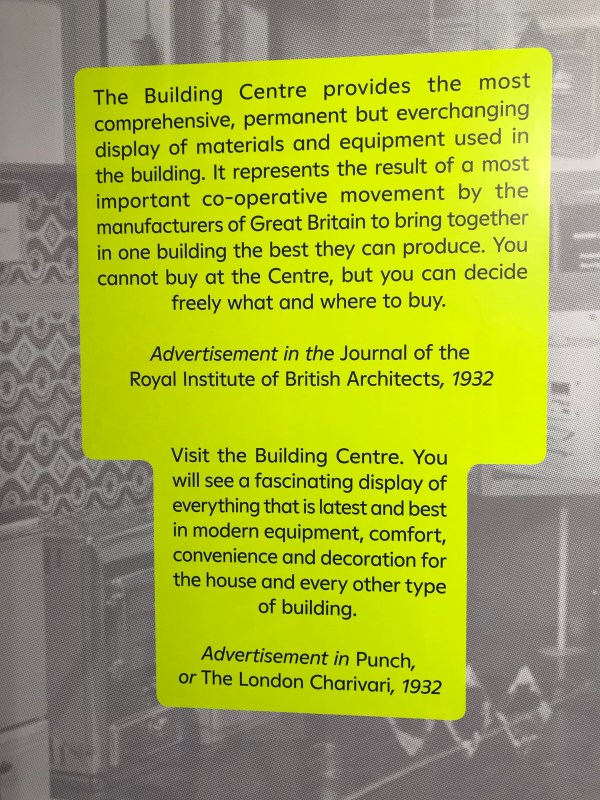 The Building Centre provides the most
comprehensive, permanent but everchanging
display of materials and equipment used in
the building. It represents the result of a most
important co-operative movement by the
manufacturers of Great Britain to bring together
in one building the best they can produce. You
cannot buy at the Centre, but you can decide
freely what and where to buy.
Advertisement in the Journal of the
Royal Institute of British Architects, 1932
Visit the Building Centre. You
will see a fascinating display of
everything that is latest and best
in modern equipment, comfort,
convenience and decoration for
the house and every other type
of building.
Advertisement in Punch,
or The London Charivari, 1932